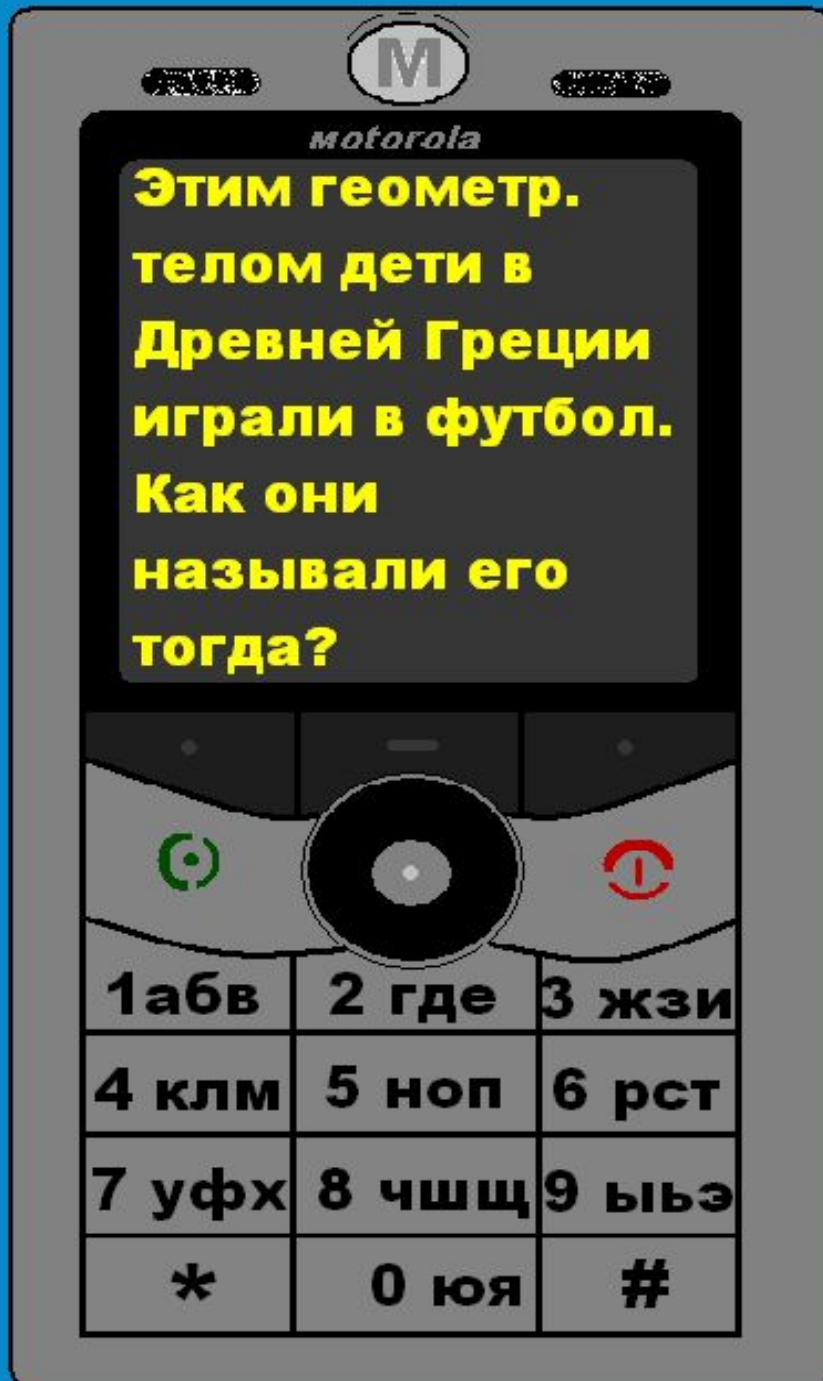 M
мotorola
Этим геометр.
телом дети в
Древней Греции
играли в футбол.
Как они
называли его
тогда?
1абв 2 где 3 жзи
4 клм 5 ноп 6 рст
7 уфх 8 чшщ 9 ыьэ
* 0 юя #